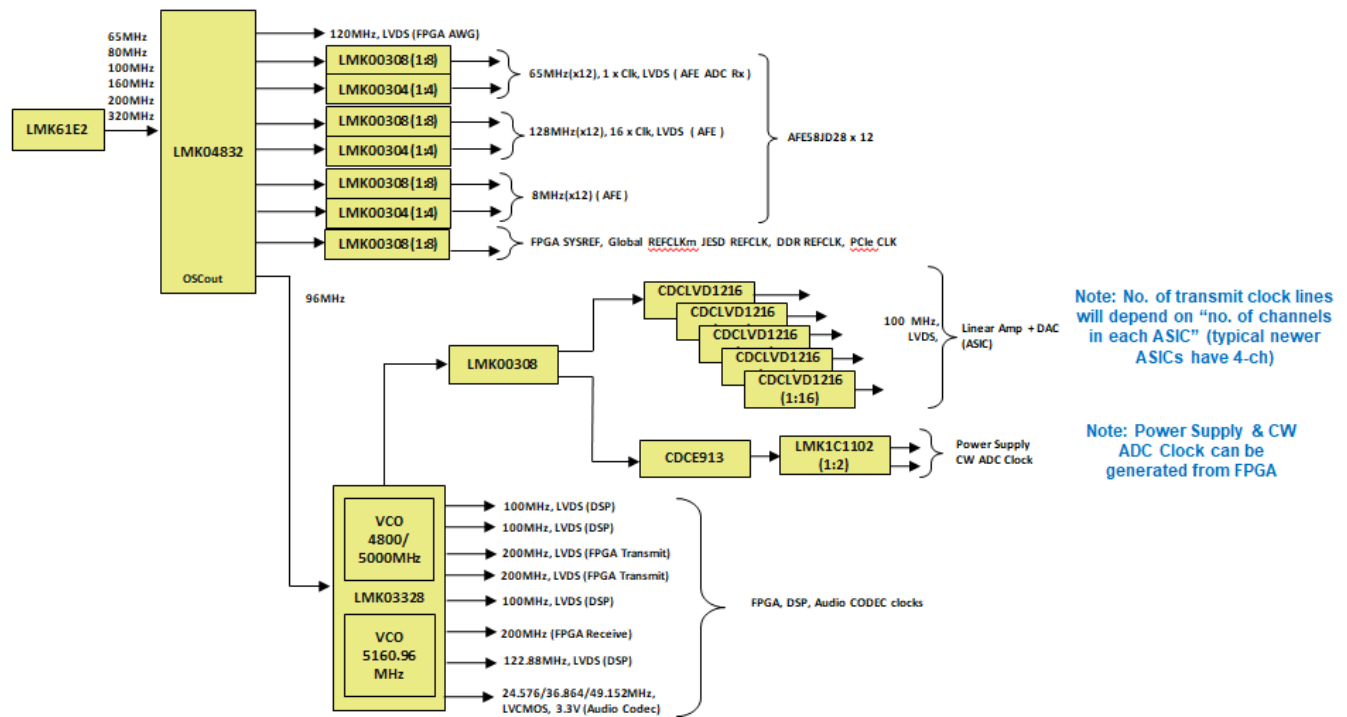 65MHz
80MHz
100MHz
160MHz
200MHz
320MHz
LMK61E2
LMK04832
OSCout
120MHz, LVDS (FPGA AWG)
LMK00308(1:8)
LMK00304(1:4)
65MHz(x12), 1 x Clk, LVDS ( AFE ADC Rx )
LMK00308(1:8)
LMK00304(1:4)
128MHz(x12), 16 x Clk, LVDS ( AFE )
LMK00308(1:8)
LMK00304(1:4)
8MHz(x12) ( AFE )
AFE58JD28 x 12
LMK00308(1:8)
FPGA SYSREF, Global REFCLKm JESD REFCLK, DDR REFCLK, PCIe CLK
96MHz
LMK00308
CDCLVD1216
CDCLVD1216
CDCLVD1216
CDCLVD1216
CDCLVD1216
(1:16)
100 MHz,
LVDS,
Linear Amp + DAC
(ASIC)
Note: No. of transmit clock lines
will depend on “no. of channels
in each ASIC” (typical newer
ASICs have 4-ch)
CDCE913
LMK1C1102
(1:2)
Power Supply
CW ADC Clock
Note: Power Supply & CW
ADC Clock can be
generated from FPGA
VCO
4800/
5000MHz
LMK03328
VCO
5160.96
MHz
100MHz, LVDS (DSP)
100MHz, LVDS (DSP)
200MHz, LVDS (FPGA Transmit)
200MHz, LVDS (FPGA Transmit)
100MHz, LVDS (DSP)
200MHz (FPGA Receive)
122.88MHz, LVDS (DSP)
24.576/36.864/49.152MHz,
LVCMOS, 3.3V (Audio Codec)
FPGA, DSP, Audio CODEC clocks